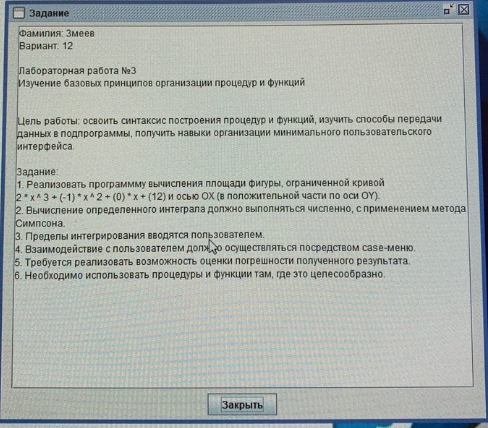 Задание
Фамилия: Змеев
Вариант: 12
Лабораторная работа №3
Изучение базовых принципов организации процедур и функций
Цель работы: освоить синтаксис построения процедур и функций, изучить способы передачи
данных в подпрограммы, получить навыки организации минимального пользовательского
интерфейса.
Задание:
1. Реализовать программму вычисления площади фигуры, ограниченной кривой
2 * x ^ 3 + (-1) * x ^ 2 + (0) * x + (12) и осью OX (в положительной части по оси OY).
2. Вычисление определенного интеграла должно выполняться численно, с применением метода
Симпсона.
3. Пределы интегрирования вводятся пользователем.
4. Взаимодействие с пользователем должно осуществляться посредством case-меню.
5. Требуется реализовать возможность оценки погрешности полученного результата.
6. Необходимо использовать процедуры и функции там, где это целесообразно.
Закрыть